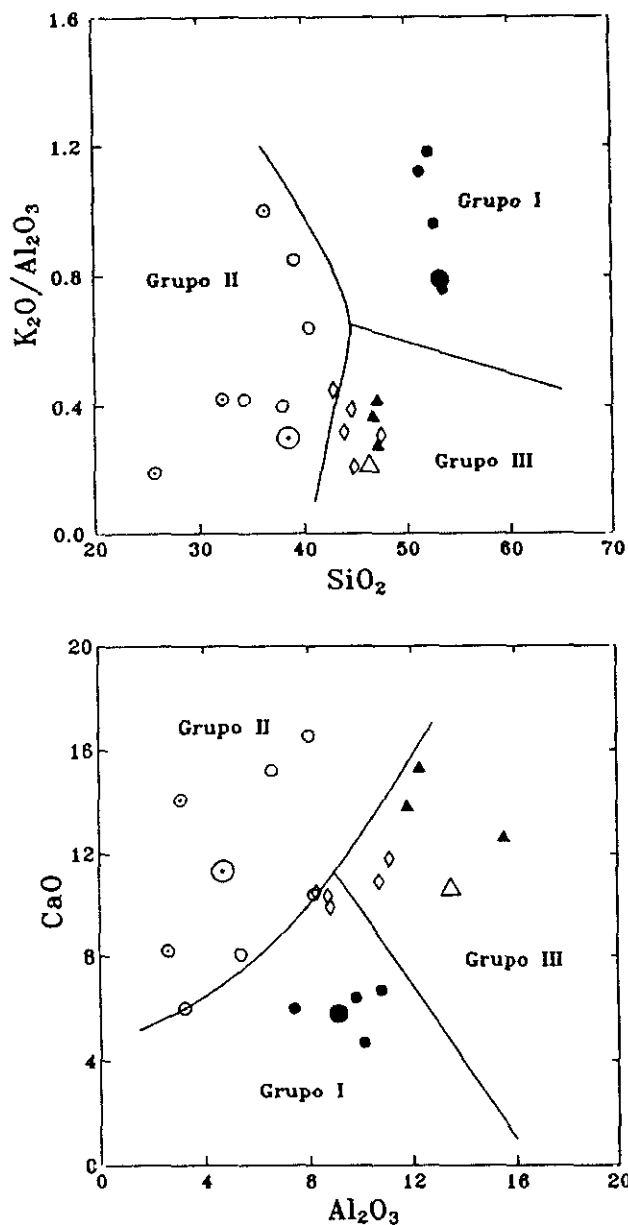 1.6
1.2
0.8
0.4
0.0
K₂O/Al₂O₃
Grupo I
Grupo II
Grupo III
20 30 40 50 60 70
SiO₂
20
16
12
8
4
0
CaO
Grupo II
Grupo III
Grupo I
0 4 8 12 16 20
Al₂O₃